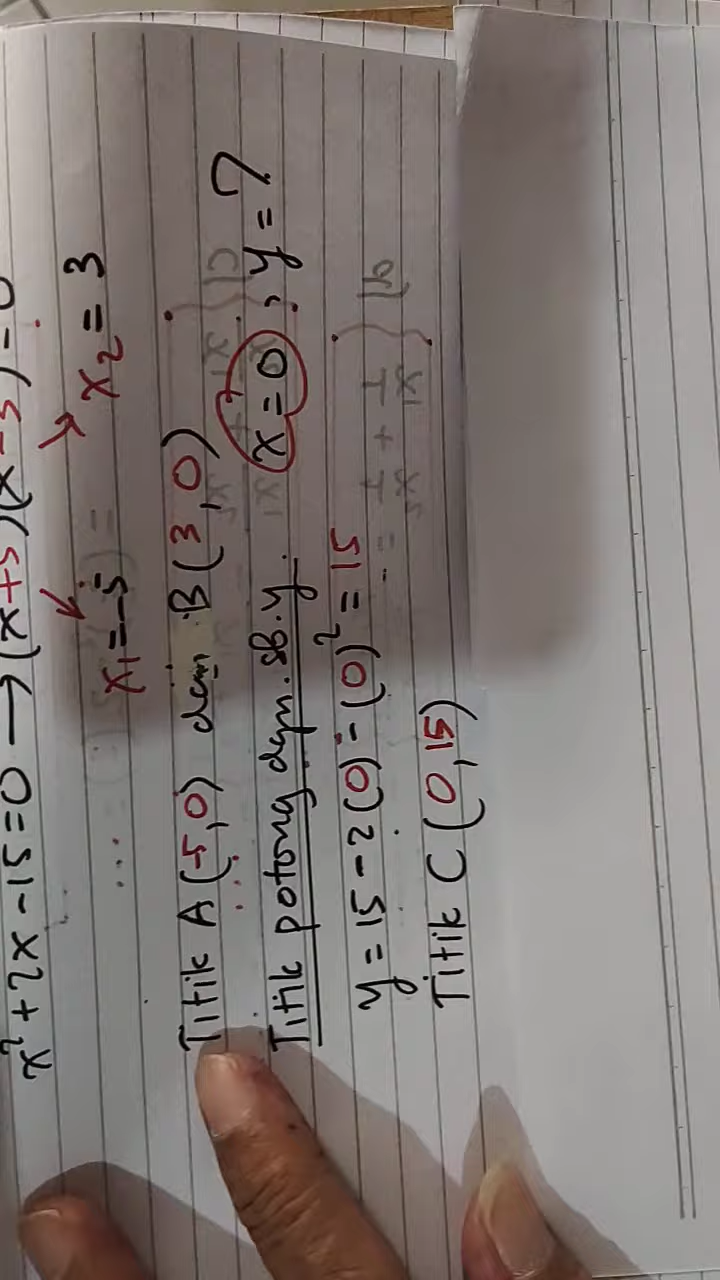 x² + 2x - 15 = 0 → (x+5)(x-3) = 0
x₁ = -5 x₂ = 3
Titik A (-5, 0) dan B (3, 0)
Titik potong dgn. sb. y. x = 0, y = ?
y = 15 - 2(0) - (0)² = 15
Titik C (0, 15)